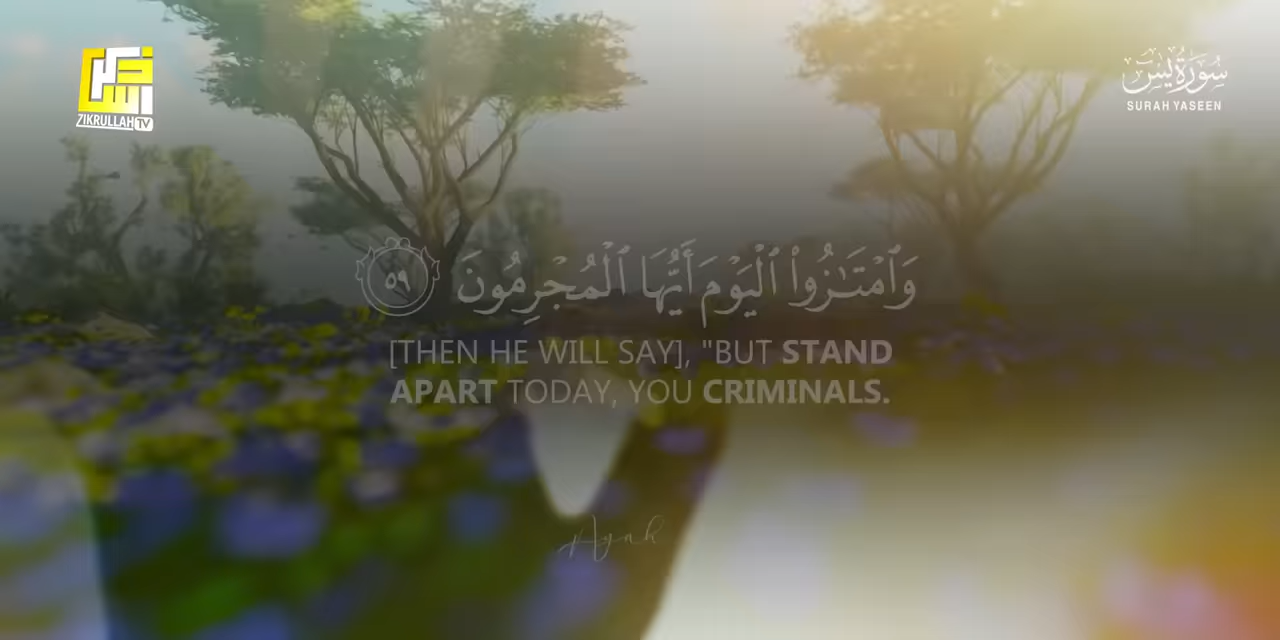 ذكر
الله
ZIKRULLAH TV
سُورَةُ يسٓ
SURAH YASEEN
وَٱمْتَـٰزُوا۟ ٱلْيَوْمَ أَيُّهَا ٱلْمُجْرِمُونَ ٥٩
[THEN HE WILL SAY], "BUT STAND
APART TODAY, YOU CRIMINALS.
Ayah